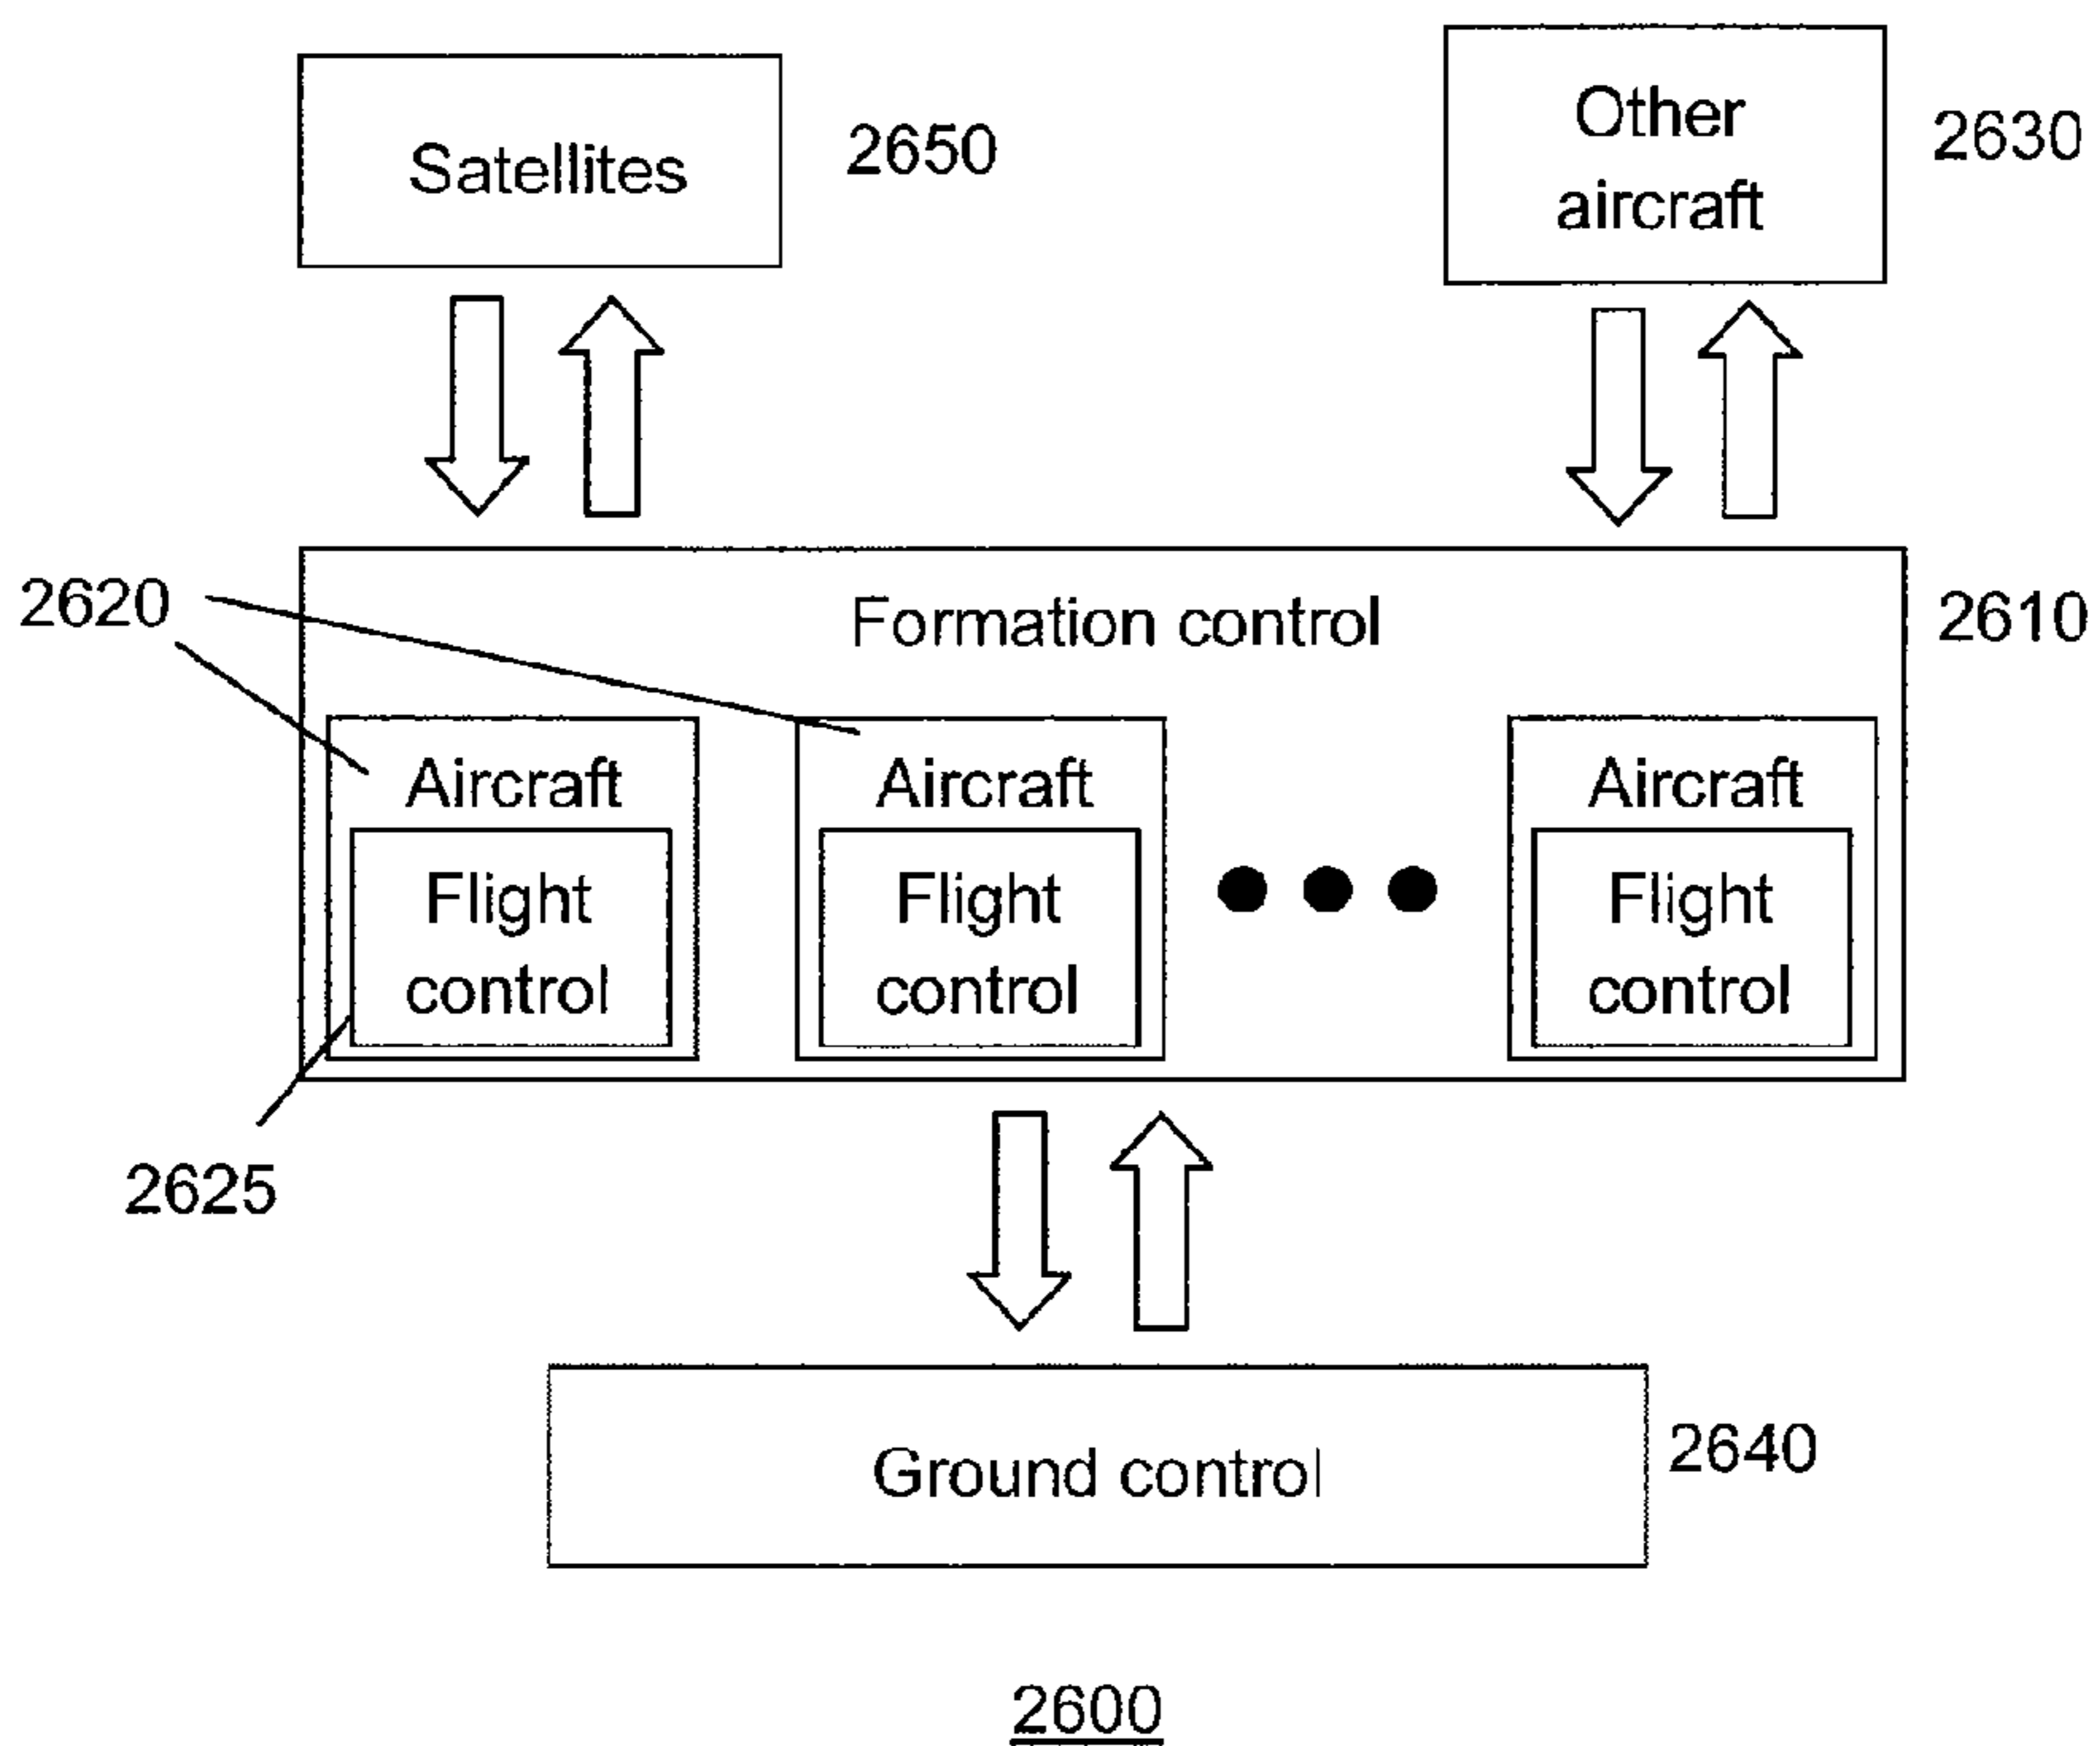 Satellites
2650
Other
aircraft
2630
2620
Formation control
2610
Aircraft
Flight
control
Aircraft
Flight
control
Aircraft
Flight
control
2625
Ground control
2640
2600